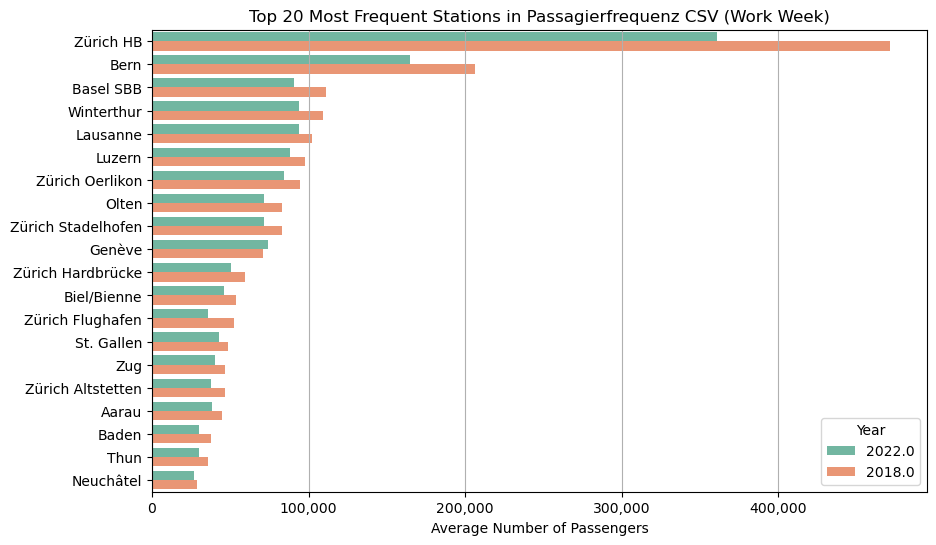 Top 20 Most Frequent Stations in Passagierfrequenz CSV (Work Week)
Zürich HB
Bern
Basel SBB
Winterthur
Lausanne
Luzern
Zürich Oerlikon
Olten
Zürich Stadelhofen
Genève
Zürich Hardbrücke
Biel/Bienne
Zürich Flughafen
St. Gallen
Zug
Zürich Altstetten
Aarau
Baden
Thun
Neuchâtel
Year
2022.0
2018.0
0 100,000 200,000 300,000 400,000
Average Number of Passengers